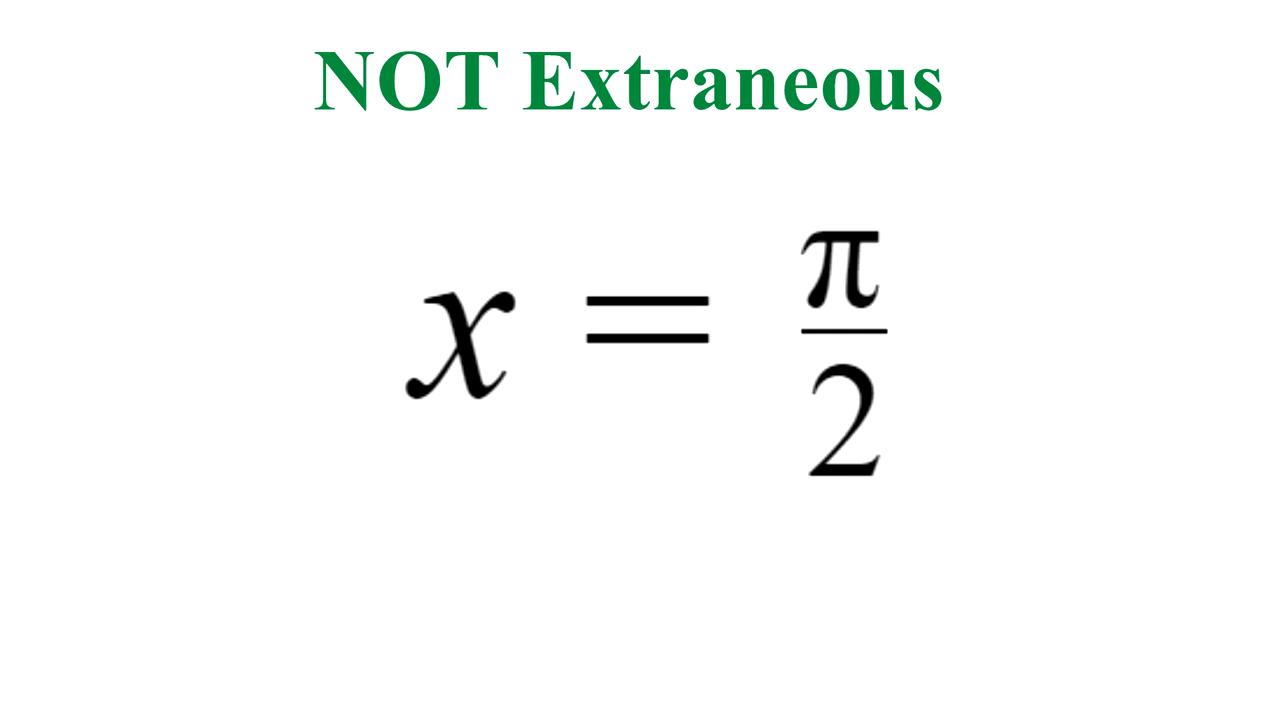 NOT Extraneous
x = π/2